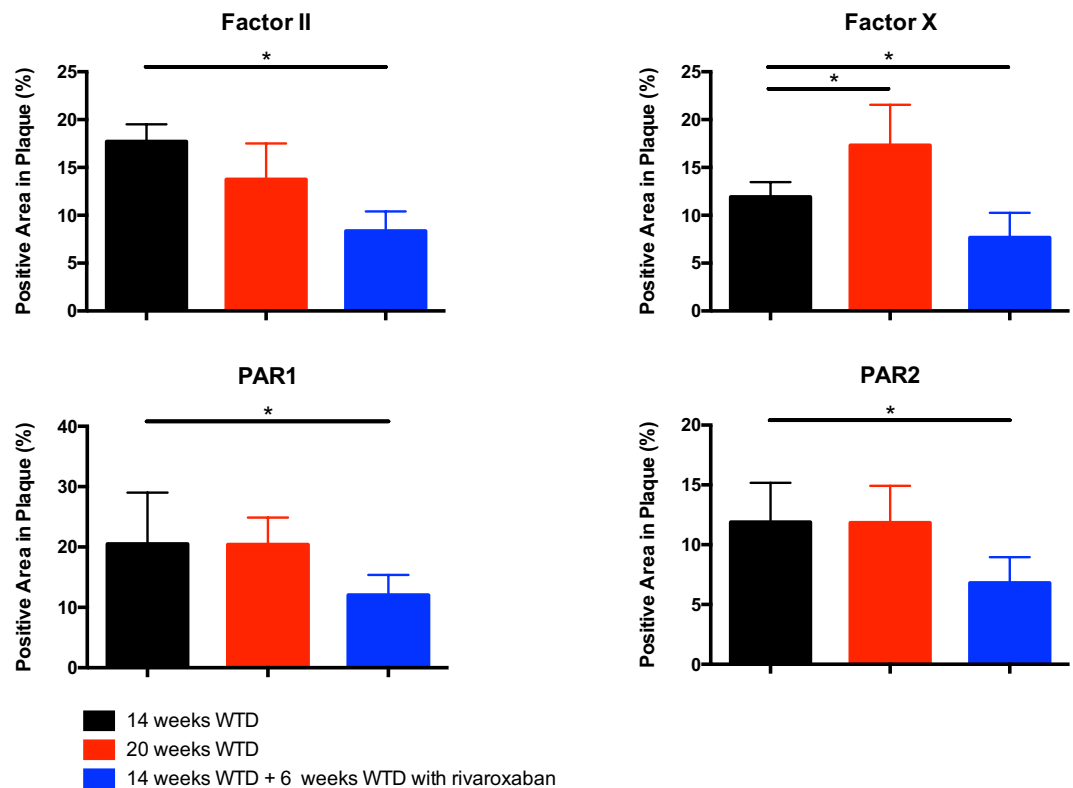 Factor II
*
Positive Area in Plaque (%)
25
20
15
10
5
0
Factor X
*
*
Positive Area in Plaque (%)
25
20
15
10
5
0
PAR1
*
Positive Area in Plaque (%)
40
30
20
10
0
PAR2
*
Positive Area in Plaque (%)
20
15
10
5
0
14 weeks WTD
20 weeks WTD
14 weeks WTD + 6 weeks WTD with rivaroxaban